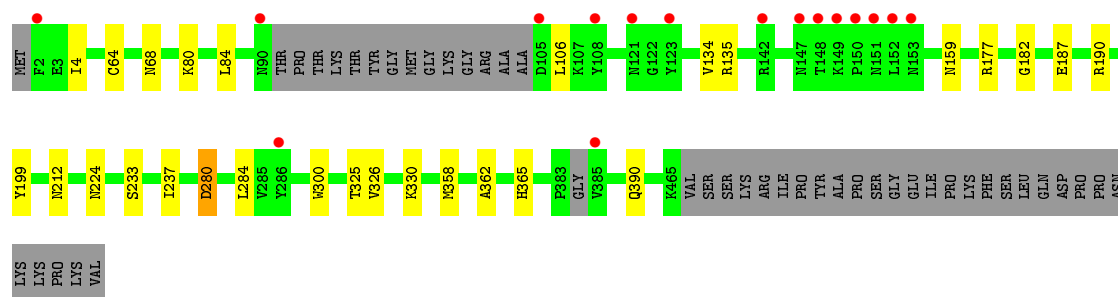 MET F2 E3 I4 C64 N68 K80 L84 N90 THR PRO THR LYS THR TYR GLY MET GLY LYS GLY ARG ALA ALA D105 L106 K107 Y108 N121 G122 Y123 V134 R135 R142 N147 T148 K149 P150 N151 L152 N153 N159 R177 G182 E187 R190
Y199 N212 N224 S233 I237 D280 L284 V285 Y286 W300 T325 V326 K330 M358 A362 H365 P383 GLY V385 Q390 K465 VAL SER SER LYS ARG ILE PRO TYR ALA PRO SER GLY GLU ILE PRO LYS PHE SER LEU GLN ASP PRO PRO ASN
LYS LYS PRO LYS VAL